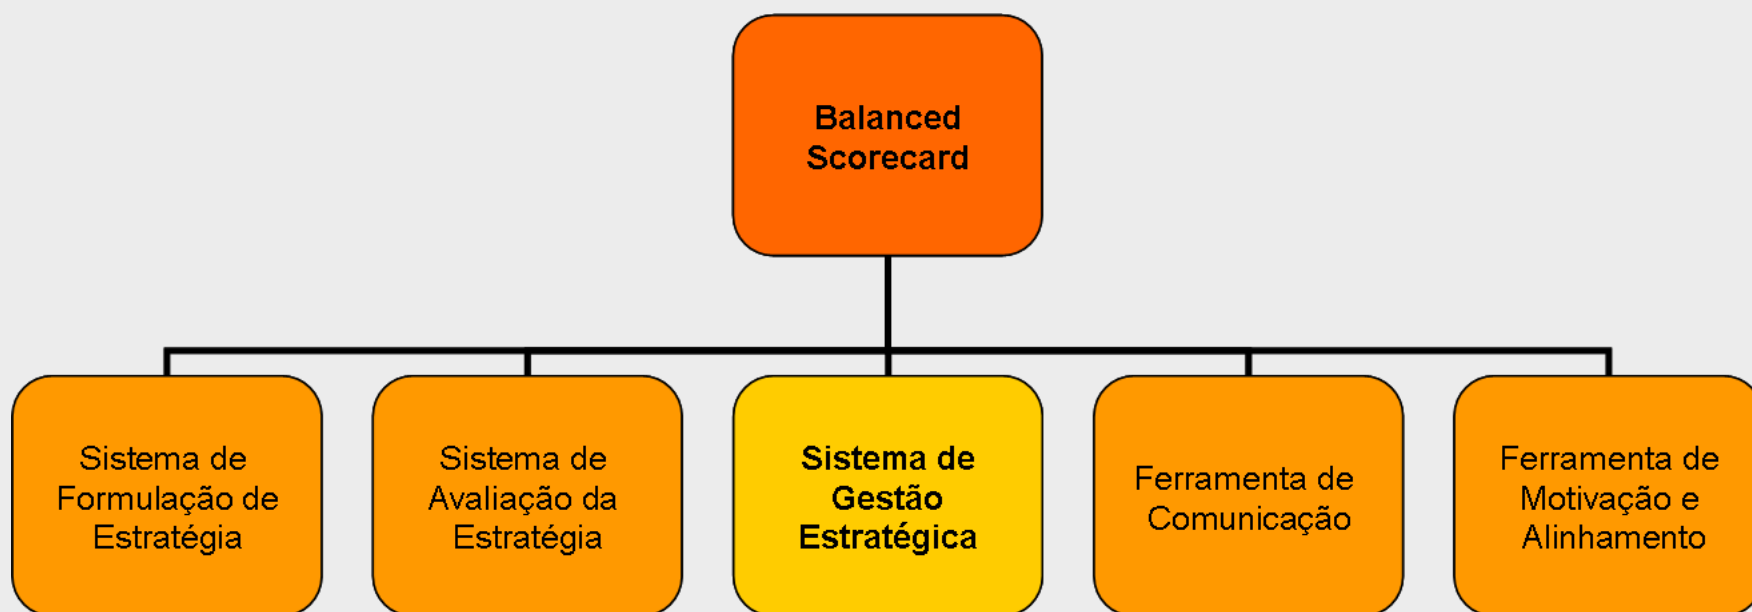 Balanced
Scorecard
Sistema de
Formulação de
Estratégia
Sistema de
Avaliação da
Estratégia
Sistema de
Gestão
Estratégica
Ferramenta de
Comunicação
Ferramenta de
Motivação e
Alinhamento